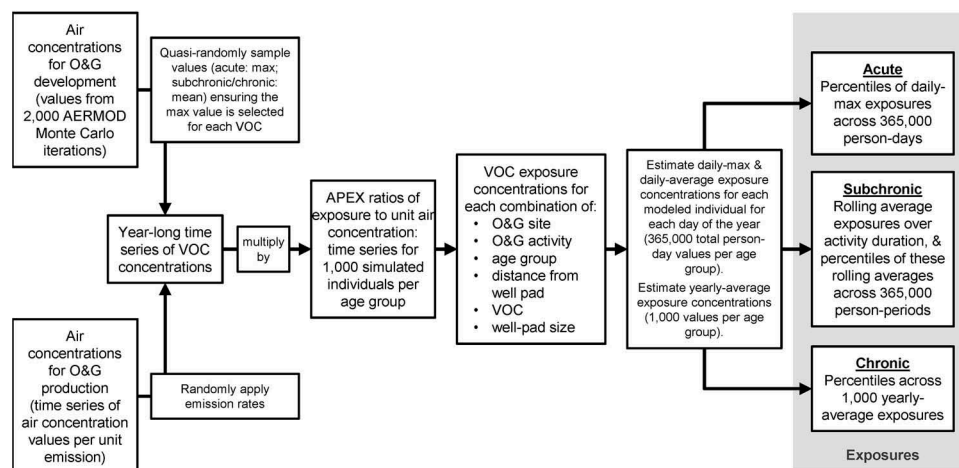 Air
concentrations
for O&G
development
(values from
2,000 AERMOD
Monte Carlo
iterations)
Quasi-randomly sample
values (acute: max;
subchronic/chronic:
mean) ensuring the
max value is selected
for each VOC
Year-long time
series of VOC
concentrations
Air
concentrations
for O&G
production
(time series of
air concentration
values per unit
emission)
Randomly apply
emission rates
multiply
by
APEX ratios
of exposure to unit air
concentration:
time series for
1,000 simulated
individuals per
age group
VOC exposure
concentrations for
each combination of:
• O&G site
• O&G activity
• age group
• distance from
well pad
• VOC
• well-pad size
Estimate daily-max &
daily-average exposure
concentrations for each
modeled individual for
each day of the year
(365,000 total person-
day values per age group).
Estimate yearly-average
exposure concentrations
(1,000 values per age
group).
Acute
Percentiles of daily-
max exposures
across 365,000
person-days
Subchronic
Rolling average
exposures over
activity duration, &
percentiles of these
rolling averages
across 365,000
person-periods
Chronic
Percentiles across
1,000 yearly-
average exposures
Exposures